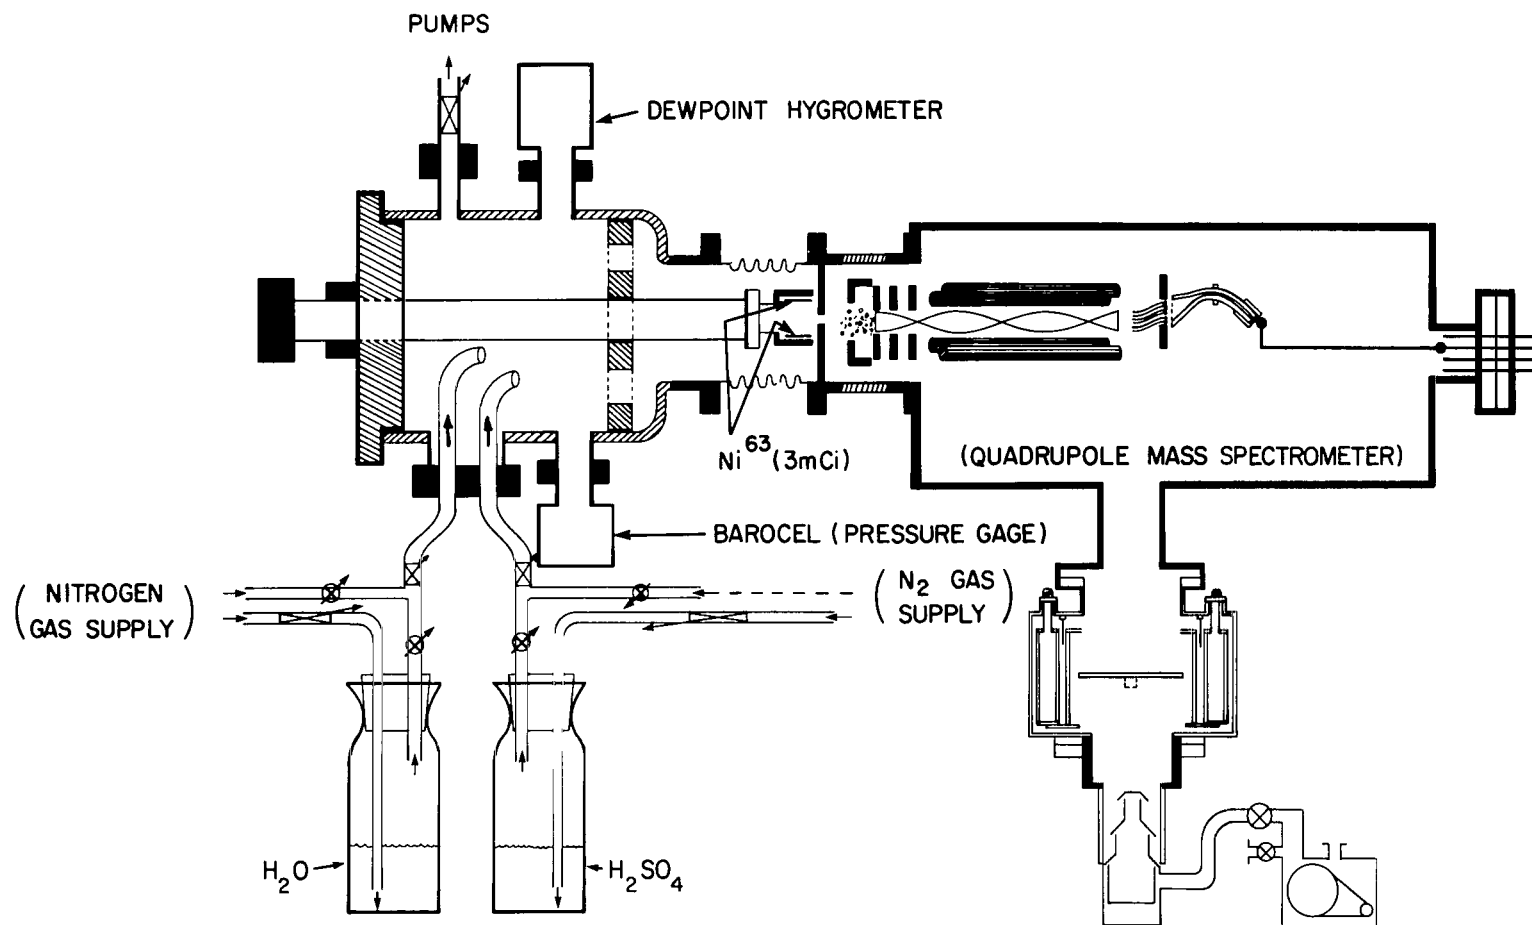 PUMPS
DEWPOINT HYGROMETER
Ni63 (3mCi)
(QUADRUPOLE MASS SPECTROMETER)
BAROCEL (PRESSURE GAGE)
(NITROGEN
GAS SUPPLY)
(N2 GAS
SUPPLY)
H2O
H2SO4